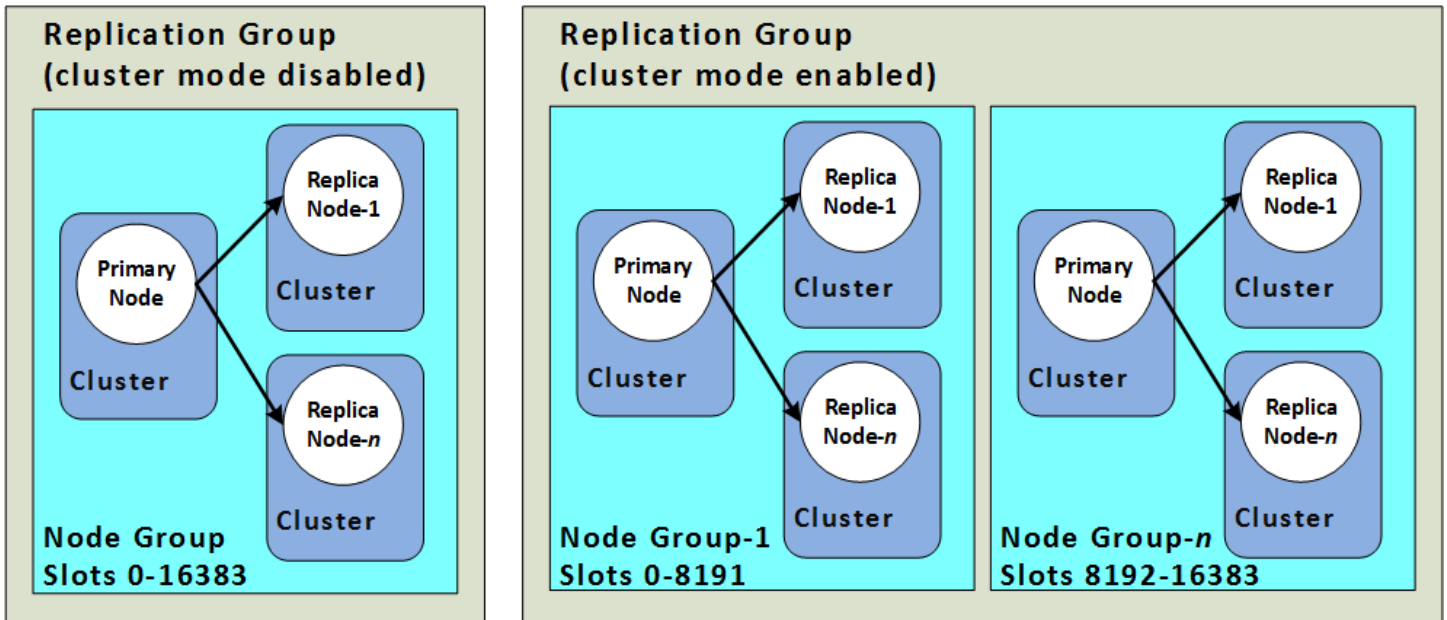 Replication Group
(cluster mode disabled)
Replica
Node-1
Cluster
Primary
Node
Cluster
Replica
Node-n
Cluster
Node Group
Slots 0-16383
Replication Group
(cluster mode enabled)
Replica
Node-1
Cluster
Primary
Node
Cluster
Replica
Node-n
Cluster
Node Group-1
Slots 0-8191
Replica
Node-1
Cluster
Primary
Node
Cluster
Replica
Node-n
Cluster
Node Group-n
Slots 8192-16383